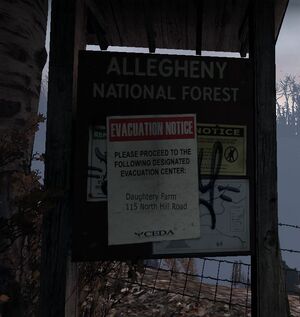 ALLEGHENY
NATIONAL FOREST
EVACUATION NOTICE
NOTICE
PLEASE PROCEED TO THE
FOLLOWING DESIGNATED
EVACUATION CENTER:
Daughtery Farm
115 North Hill Road
CEDA